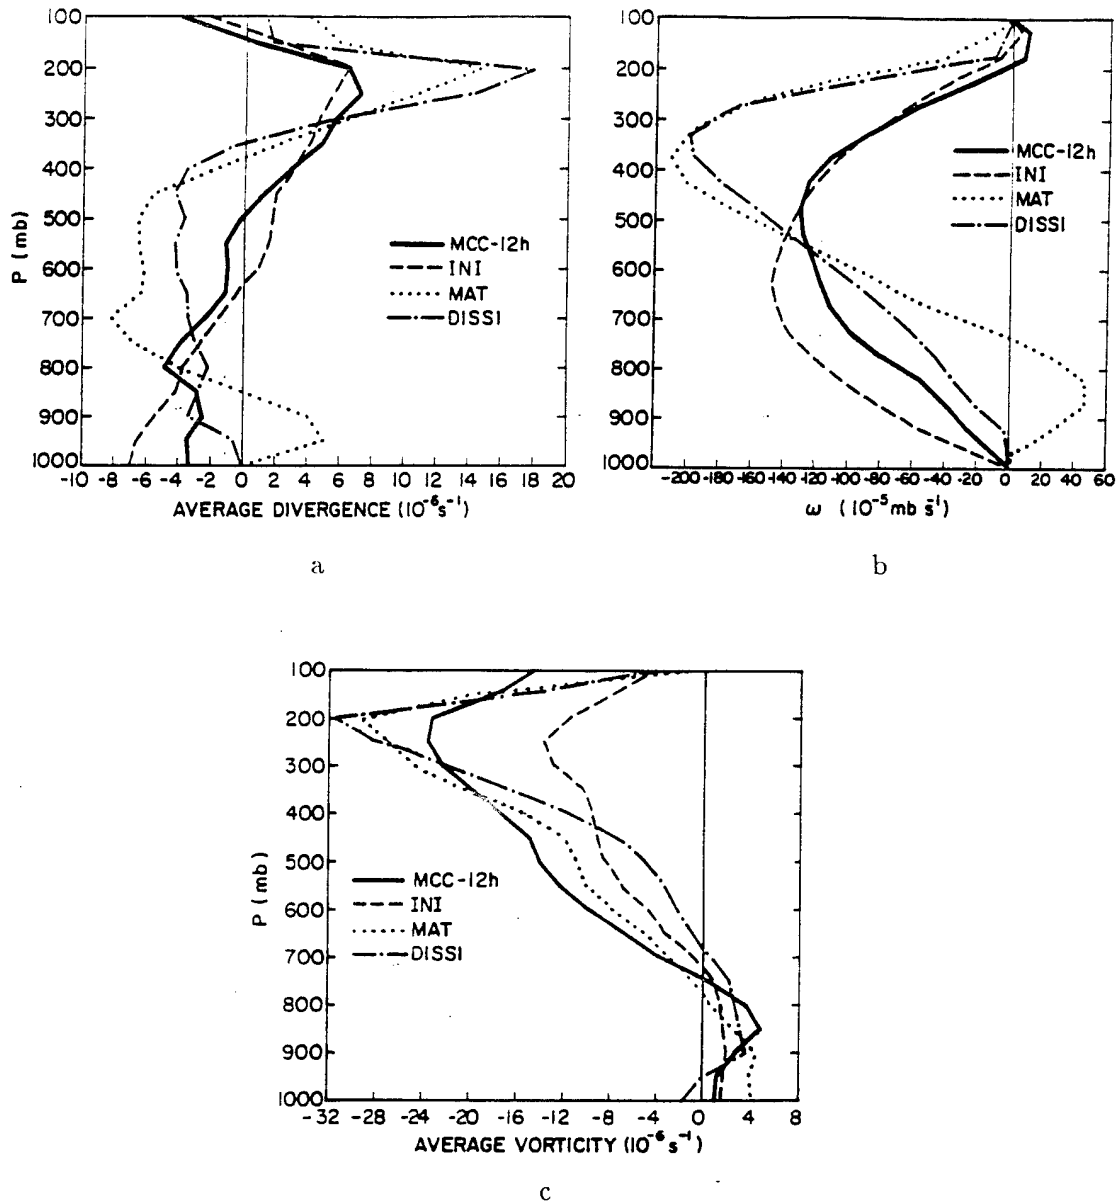 100
200
300
400
500
600
700
800
900
1000
P (mb)
MCC-12h
INI
MAT
DISSI
-10 -8 -6 -4 -2 0 2 4 6 8 10 12 14 16 18 20
AVERAGE DIVERGENCE (10⁻⁶s⁻¹)
a
100
200
300
400
500
600
700
800
900
1000
MCC-12h
INI
MAT
DISSI
-200 -180 -160 -140 -120 -100 -80 -60 -40 -20 0 20 40 60
ω (10⁻⁵mb s⁻¹)
b
100
200
300
400
500
600
700
800
900
1000
P (mb)
MCC-12h
INI
MAT
DISSI
-32 -28 -24 -20 -16 -12 -8 -4 0 4 8
AVERAGE VORTICITY (10⁻⁶s⁻¹)
c